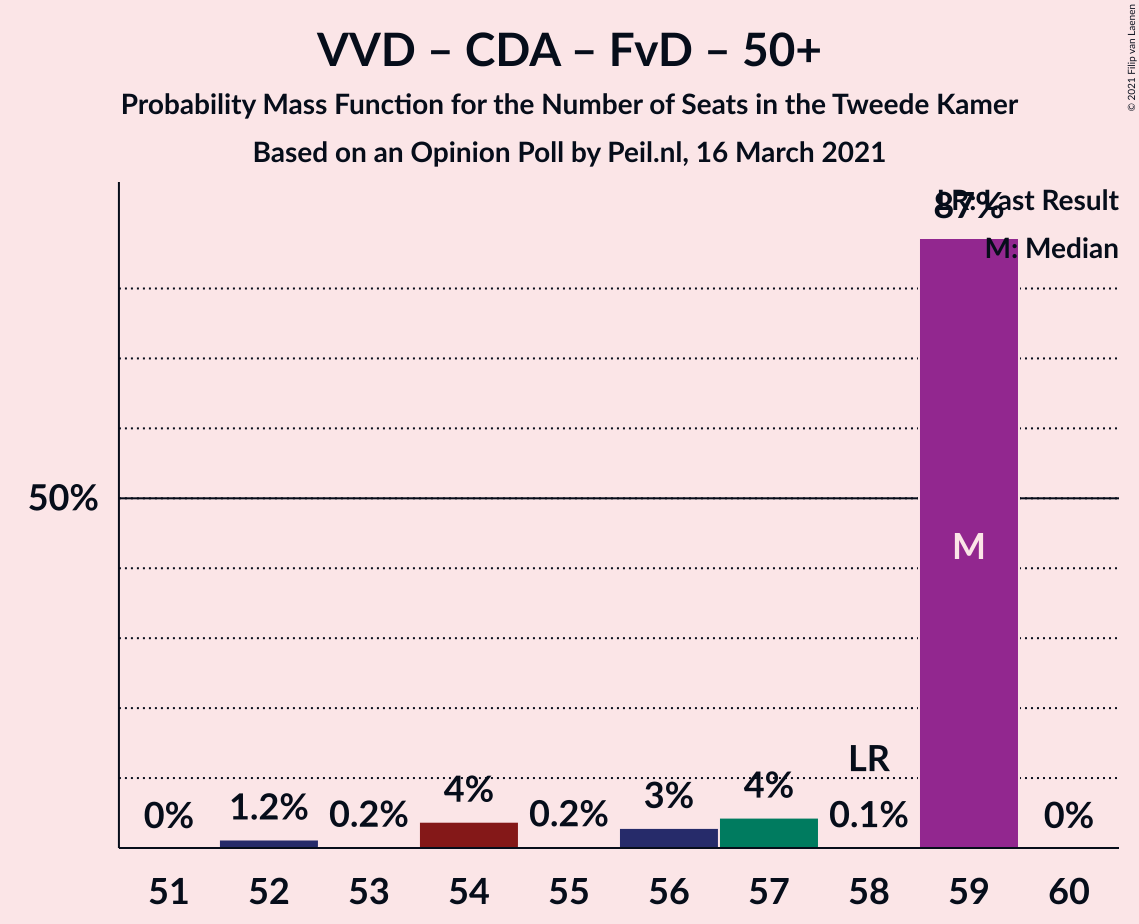 VVD – CDA – FvD – 50+
Probability Mass Function for the Number of Seats in the Tweede Kamer
Based on an Opinion Poll by Peil.nl, 16 March 2021
© 2021 Filip van Laenen
LR: Last Result
87%
M: Median
50%
M
LR
0%
1.2%
0.2%
4%
0.2%
3%
4%
0.1%
0%
51 52 53 54 55 56 57 58 59 60